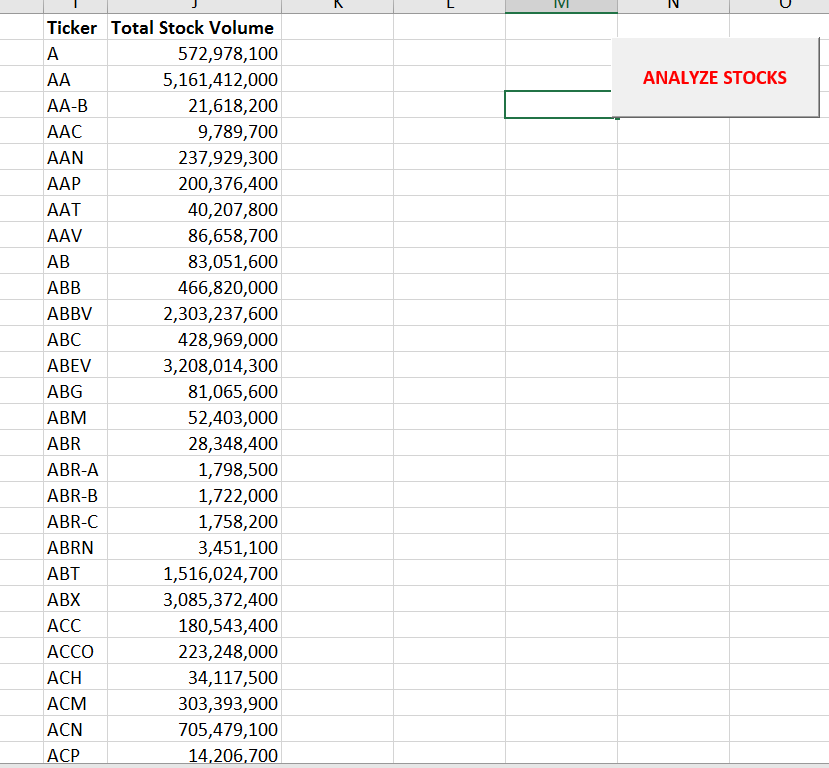 I J K L M N O
Ticker Total Stock Volume
A 572,978,100
AA 5,161,412,000
ANALYZE STOCKS
AA-B 21,618,200
AAC 9,789,700
AAN 237,929,300
AAP 200,376,400
AAT 40,207,800
AAV 86,658,700
AB 83,051,600
ABB 466,820,000
ABBV 2,303,237,600
ABC 428,969,000
ABEV 3,208,014,300
ABG 81,065,600
ABM 52,403,000
ABR 28,348,400
ABR-A 1,798,500
ABR-B 1,722,000
ABR-C 1,758,200
ABRN 3,451,100
ABT 1,516,024,700
ABX 3,085,372,400
ACC 180,543,400
ACCO 223,248,000
ACH 34,117,500
ACM 303,393,900
ACN 705,479,100
ACP 14,206,700